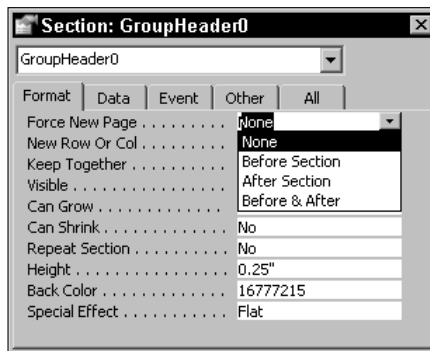 Section: GroupHeader0
GroupHeader0
Format Data Event Other All
Force New Page . . . . . . . . . None
New Row Or Col . . . . . . . . . None
Keep Together . . . . . . . . . . Before Section
Visible . . . . . . . . . . . . . . . . After Section
Can Grow . . . . . . . . . . . . . Before & After
Can Shrink . . . . . . . . . . . . . No
Repeat Section . . . . . . . . . No
Height . . . . . . . . . . . . . . . . 0.25"
Back Color . . . . . . . . . . . . . 16777215
Special Effect . . . . . . . . . . . Flat